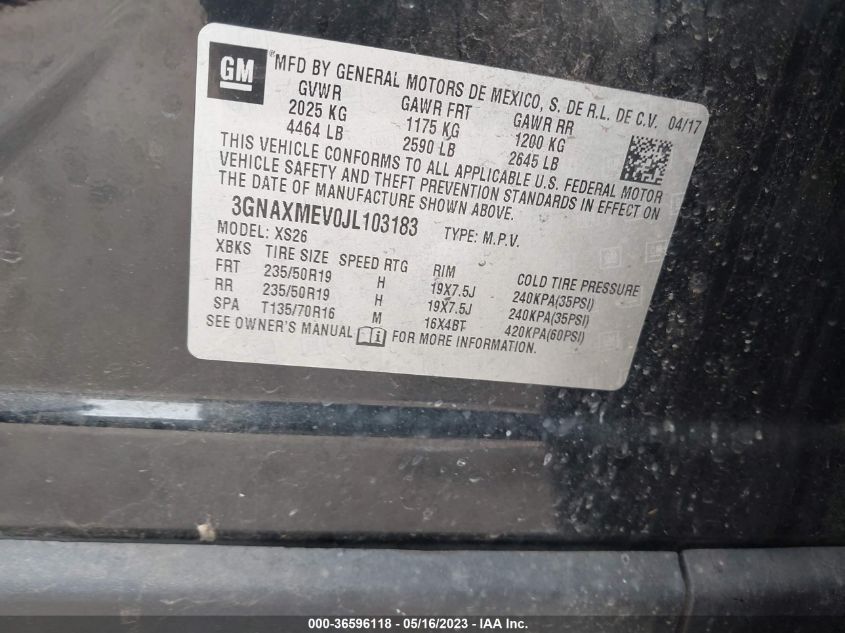 GM ® MFD BY GENERAL MOTORS DE MEXICO, S. DE R.L. DE C.V. 04/17
GVWR GAWR FRT GAWR RR
2025 KG 1175 KG 1200 KG
4464 LB 2590 LB 2645 LB
THIS VEHICLE CONFORMS TO ALL APPLICABLE U.S. FEDERAL MOTOR
VEHICLE SAFETY AND THEFT PREVENTION STANDARDS IN EFFECT ON
THE DATE OF MANUFACTURE SHOWN ABOVE.
3GNAXMEV0JL103183 TYPE: M.P.V.
MODEL: XS26
XBKS TIRE SIZE SPEED RTG RIM COLD TIRE PRESSURE
FRT 235/50R19 H 19X7.5J 240KPA(35PSI)
RR 235/50R19 H 19X7.5J 240KPA(35PSI)
SPA T135/70R16 M 16X4BT 420KPA(60PSI)
SEE OWNER'S MANUAL i FOR MORE INFORMATION.
000-36596118 - 05/16/2023 - IAA Inc.